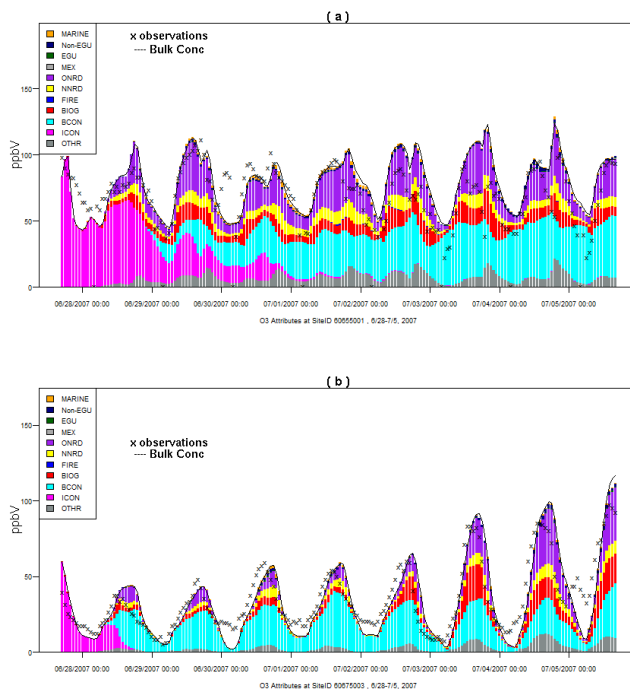 ( a )
MARINE
Non-EGU
EGU
MEX
ONRD
NNRD
FIRE
BIOG
BCON
ICON
OTHR
x observations
---- Bulk Conc
ppbV
150
100
50
0
06/28/2007 00:00 06/29/2007 00:00 06/30/2007 00:00 07/01/2007 00:00 07/02/2007 00:00 07/03/2007 00:00 07/04/2007 00:00 07/05/2007 00:00
O3 Attributes at SiteID 60655001 , 6/28-7/5, 2007
( b )
MARINE
Non-EGU
EGU
MEX
ONRD
NNRD
FIRE
BIOG
BCON
ICON
OTHR
x observations
---- Bulk Conc
ppbV
150
100
50
0
06/28/2007 00:00 06/29/2007 00:00 06/30/2007 00:00 07/01/2007 00:00 07/02/2007 00:00 07/03/2007 00:00 07/04/2007 00:00 07/05/2007 00:00
O3 Attributes at SiteID 60675003 , 6/28-7/5, 2007